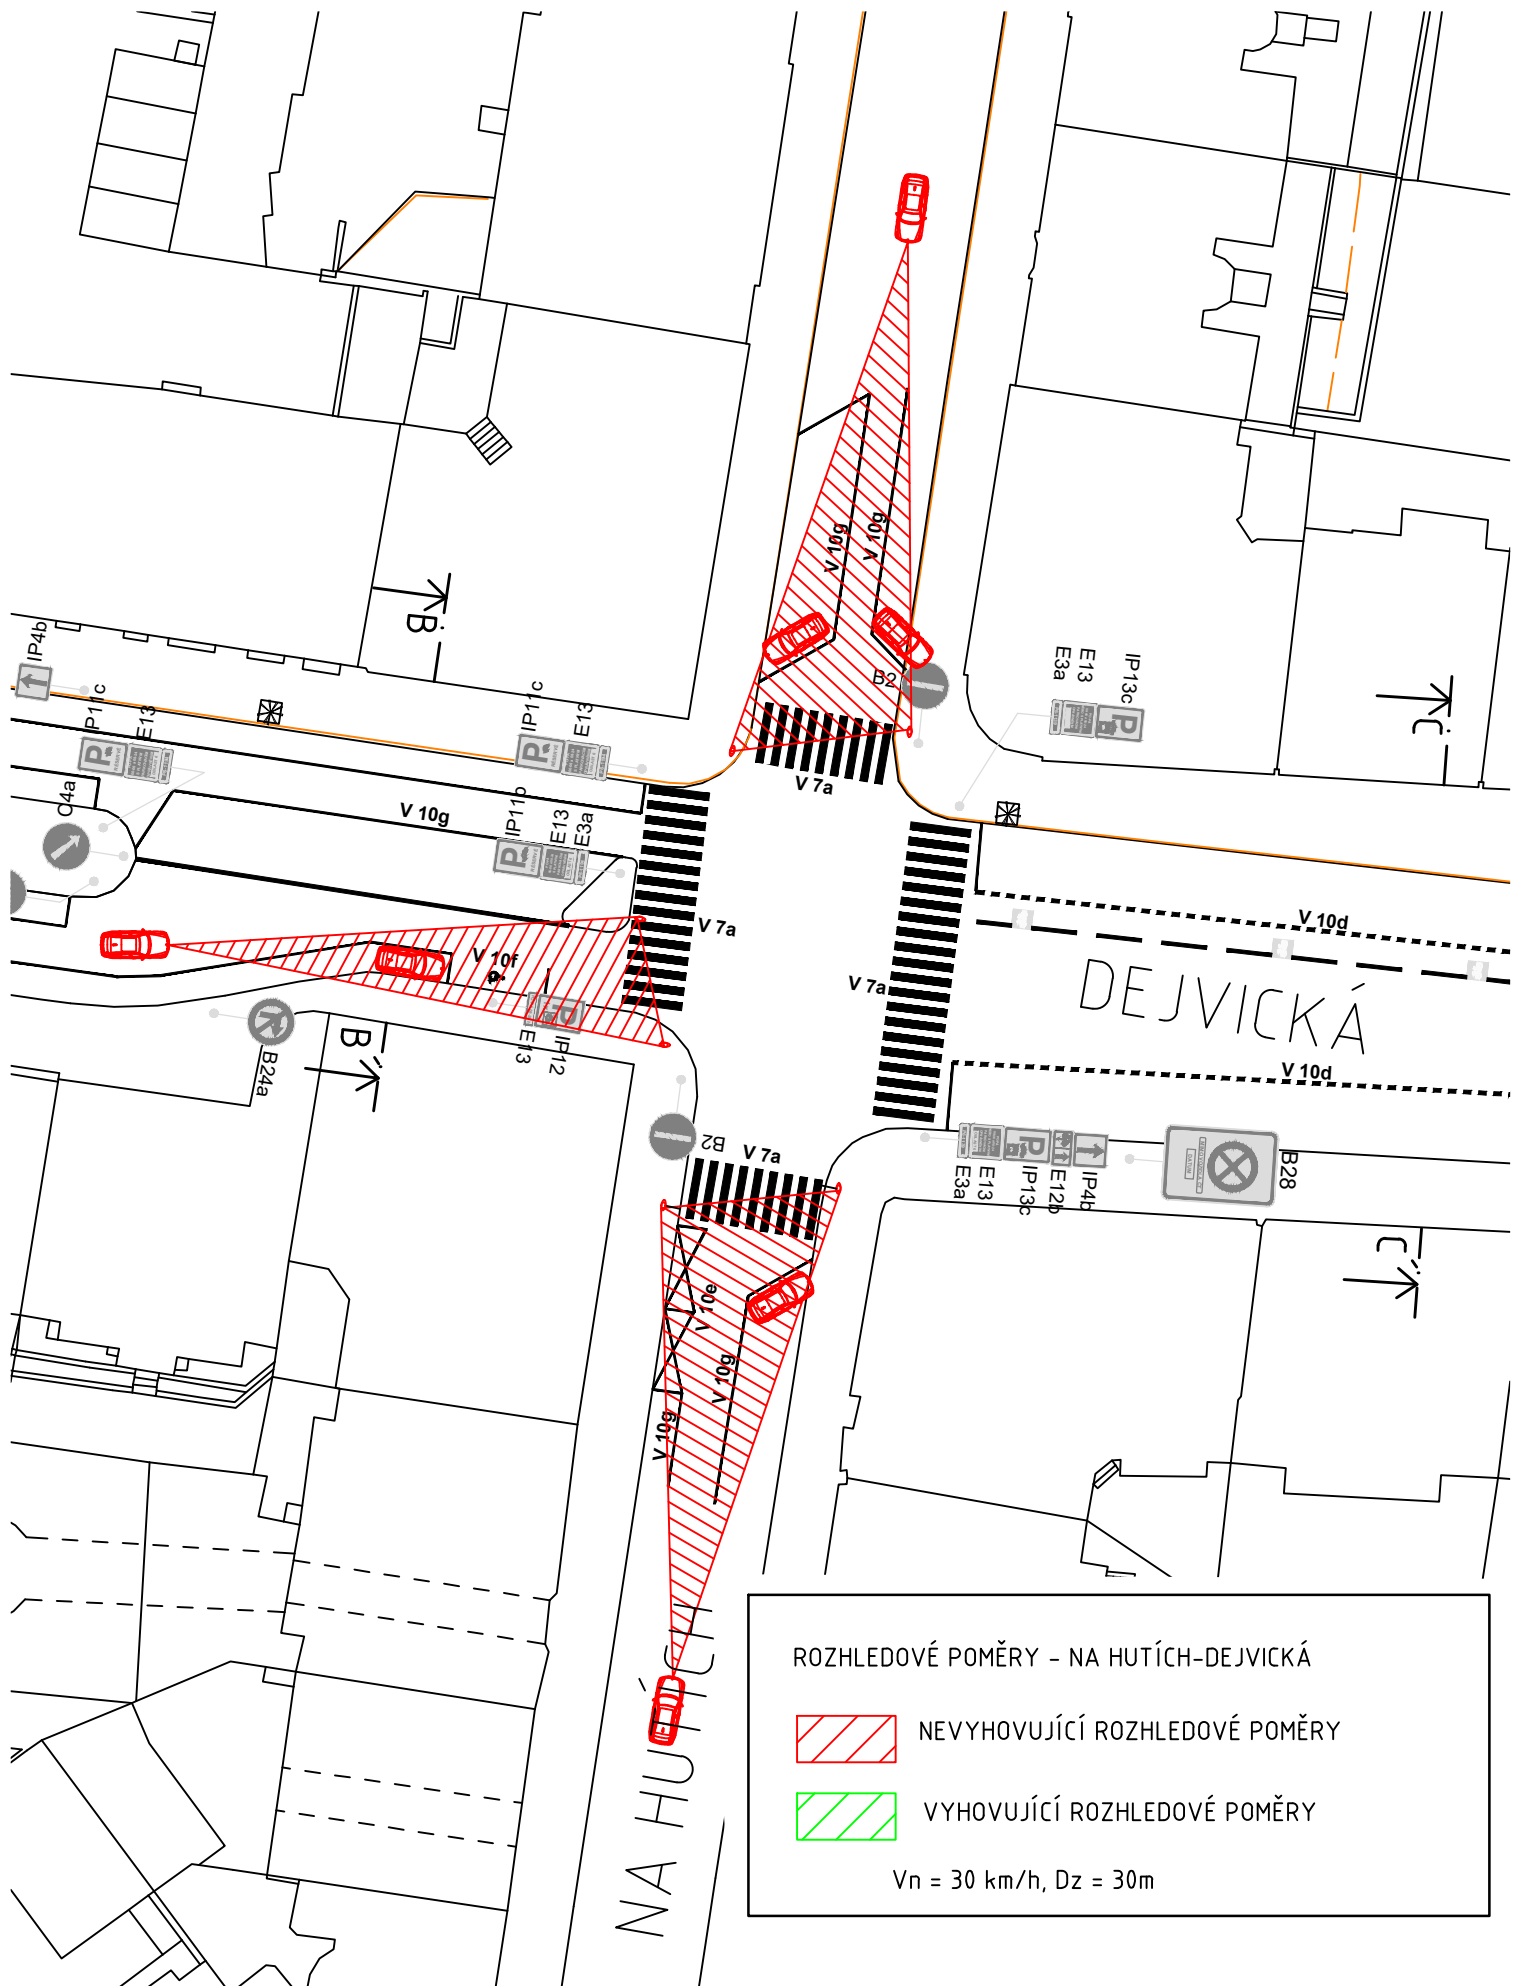 V 10g
V 10g
B2
IP4b
B
IP11c
E13
IP11c
E13
E3a
E13
IP13c
C
V 7a
C4a
V 10g
IP11b
E13
E3a
V 7a
V 10d
V 10f
V 7a
DEJVICKÁ
E13
IP12
B24a
B'
V 10d
B2
V 7a
E3a
E13
IP13c
E12b
IP4b
B28
C'
V 10e
V 10g
V 10g
NA HUTÍCH
ROZHLEDOVÉ POMĚRY - NA HUTÍCH-DEJVICKÁ
NEVYHOVUJÍCÍ ROZHLEDOVÉ POMĚRY
VYHOVUJÍCÍ ROZHLEDOVÉ POMĚRY
Vn = 30 km/h, Dz = 30m